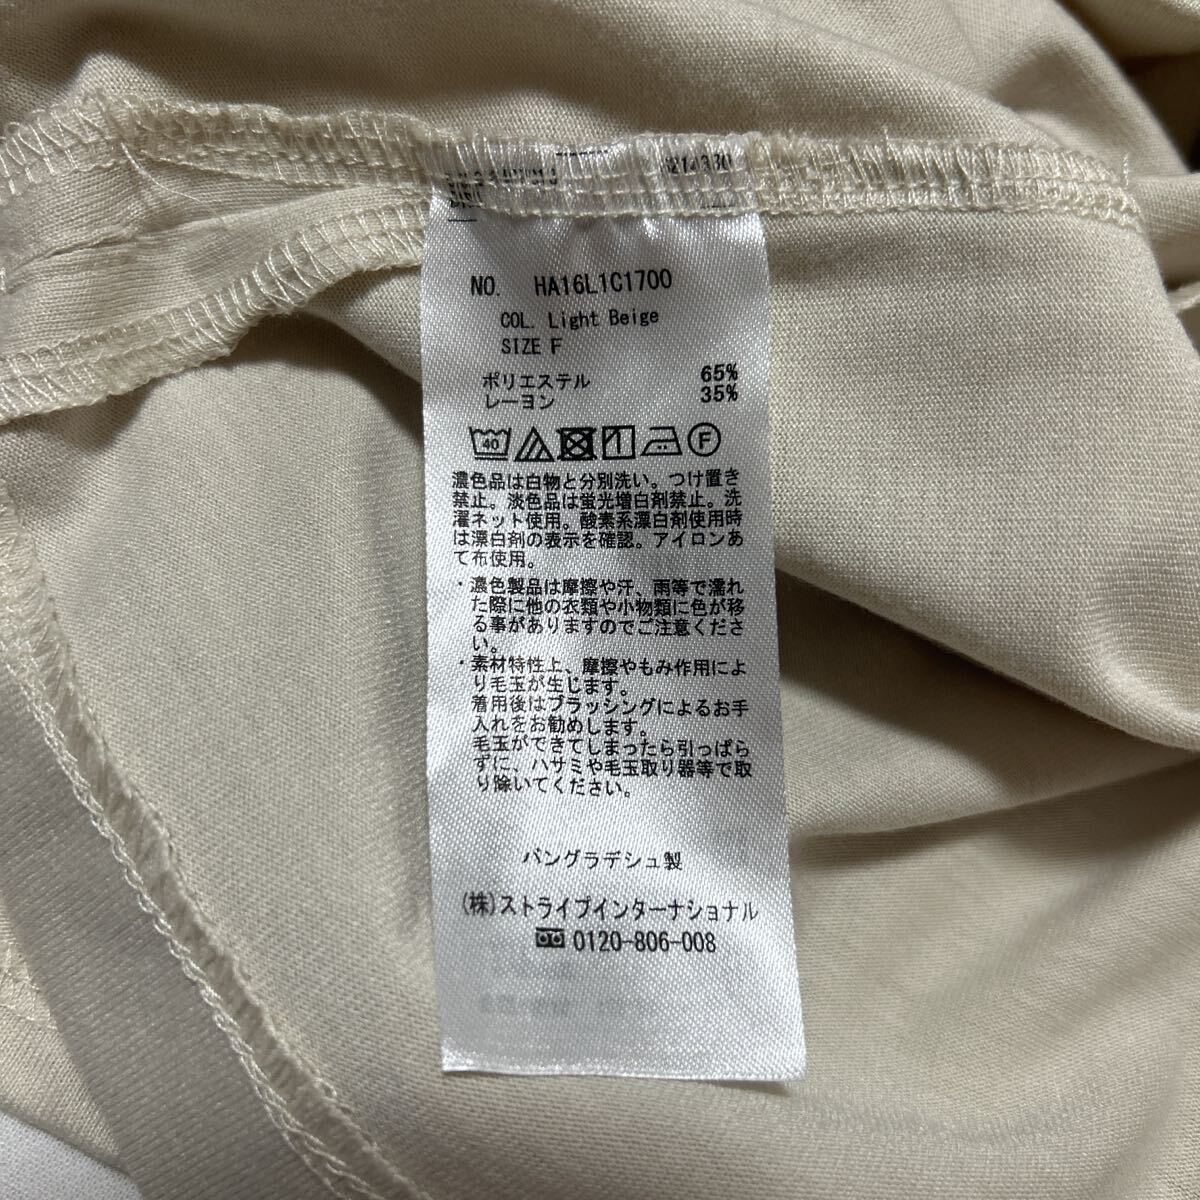 NO. HA16L1C1700
COL. Light Beige
SIZE F
ポリエステル 65%
レーヨン 35%
40 F
濃色品は白物と分別洗い。つけ置き
禁止。淡色品は蛍光増白剤禁止。洗
濯ネット使用。酸素系漂白剤使用時
は漂白剤の表示を確認。アイロンあ
て布使用。
・濃色製品は摩擦や汗、雨等で濡れ
た際に他の衣類や小物類に色が移
る事がありますのでご注意くださ
い。
・素材特性上、摩擦やもみ作用によ
り毛玉が生じます。
着用後はブラッシングによるお手
入れをお勧めします。
毛玉ができてしまったら引っぱら
ずに、ハサミや毛玉取り器等で取
り除いてください。
バングラデシュ製
(株)ストライプインターナショナル
0120-806-008